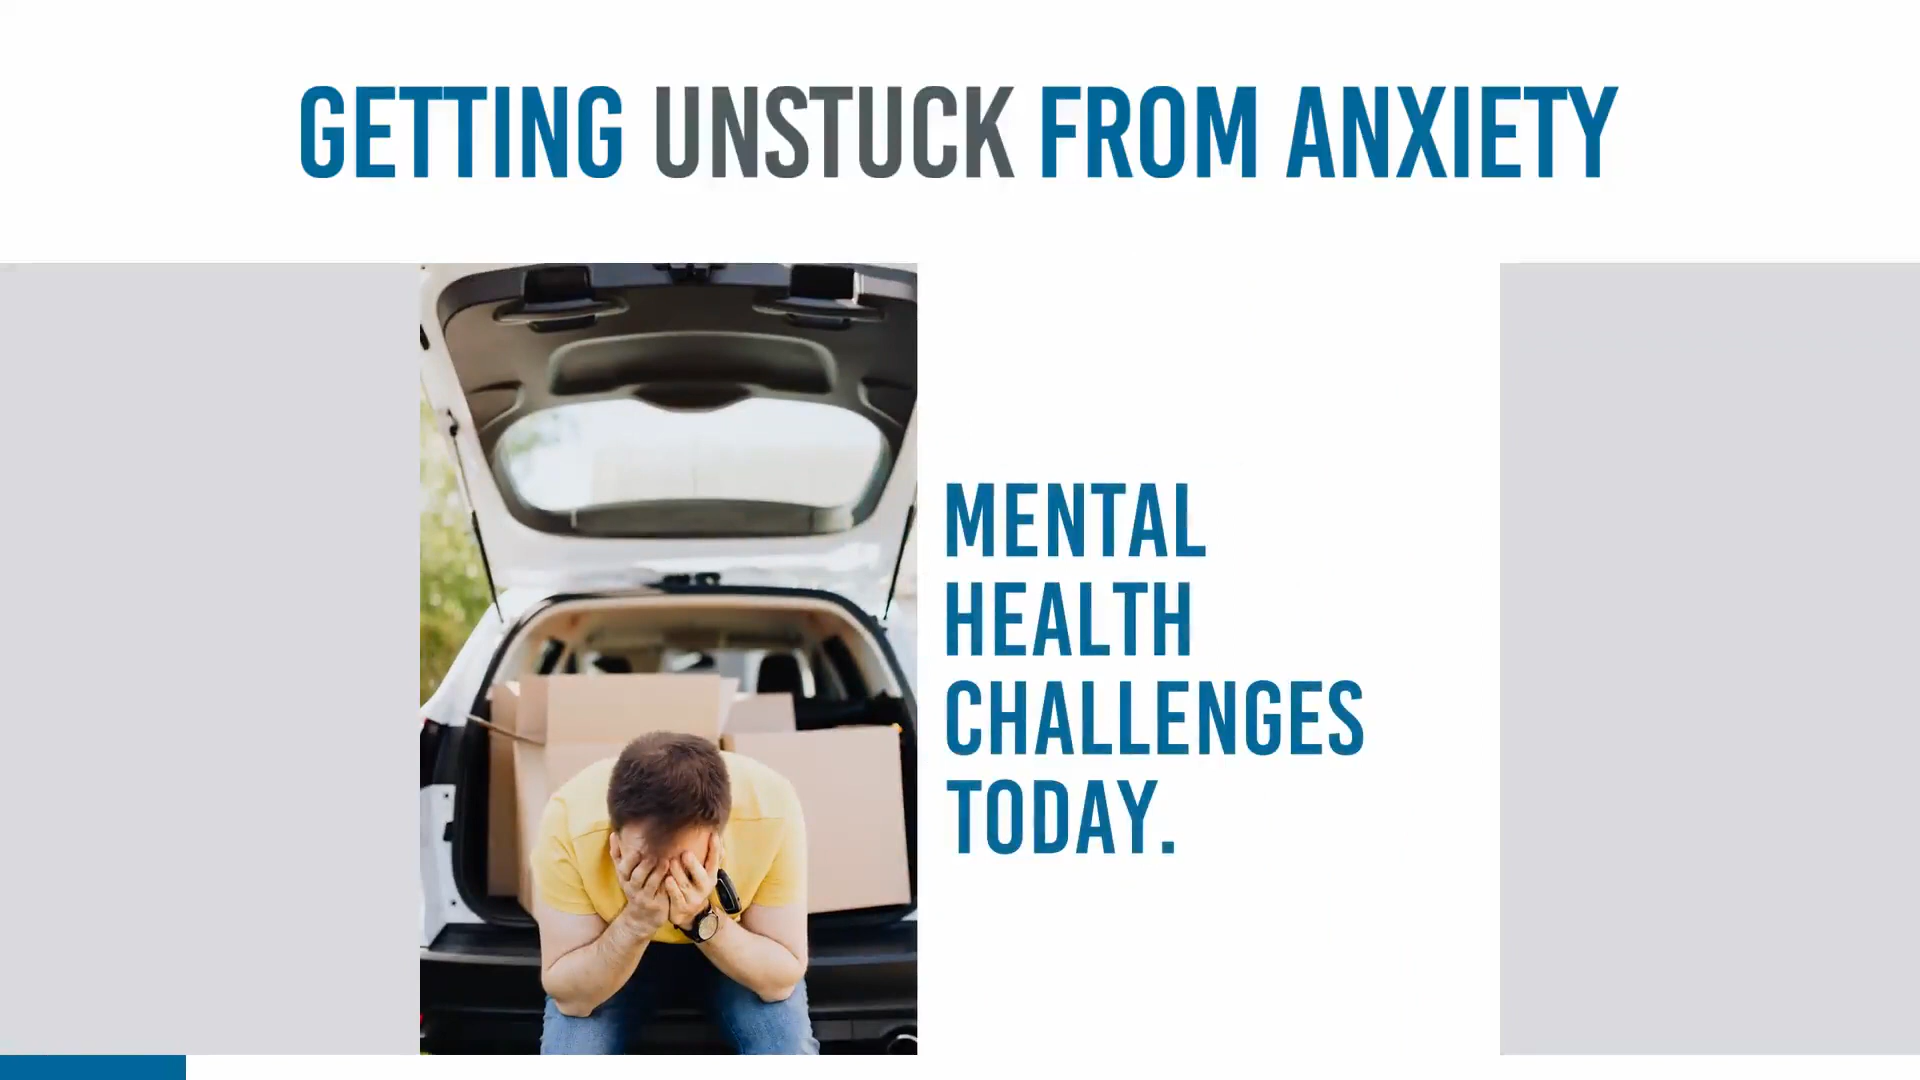 GETTING UNSTUCK FROM ANXIETY
MENTAL
HEALTH
CHALLENGES
TODAY.